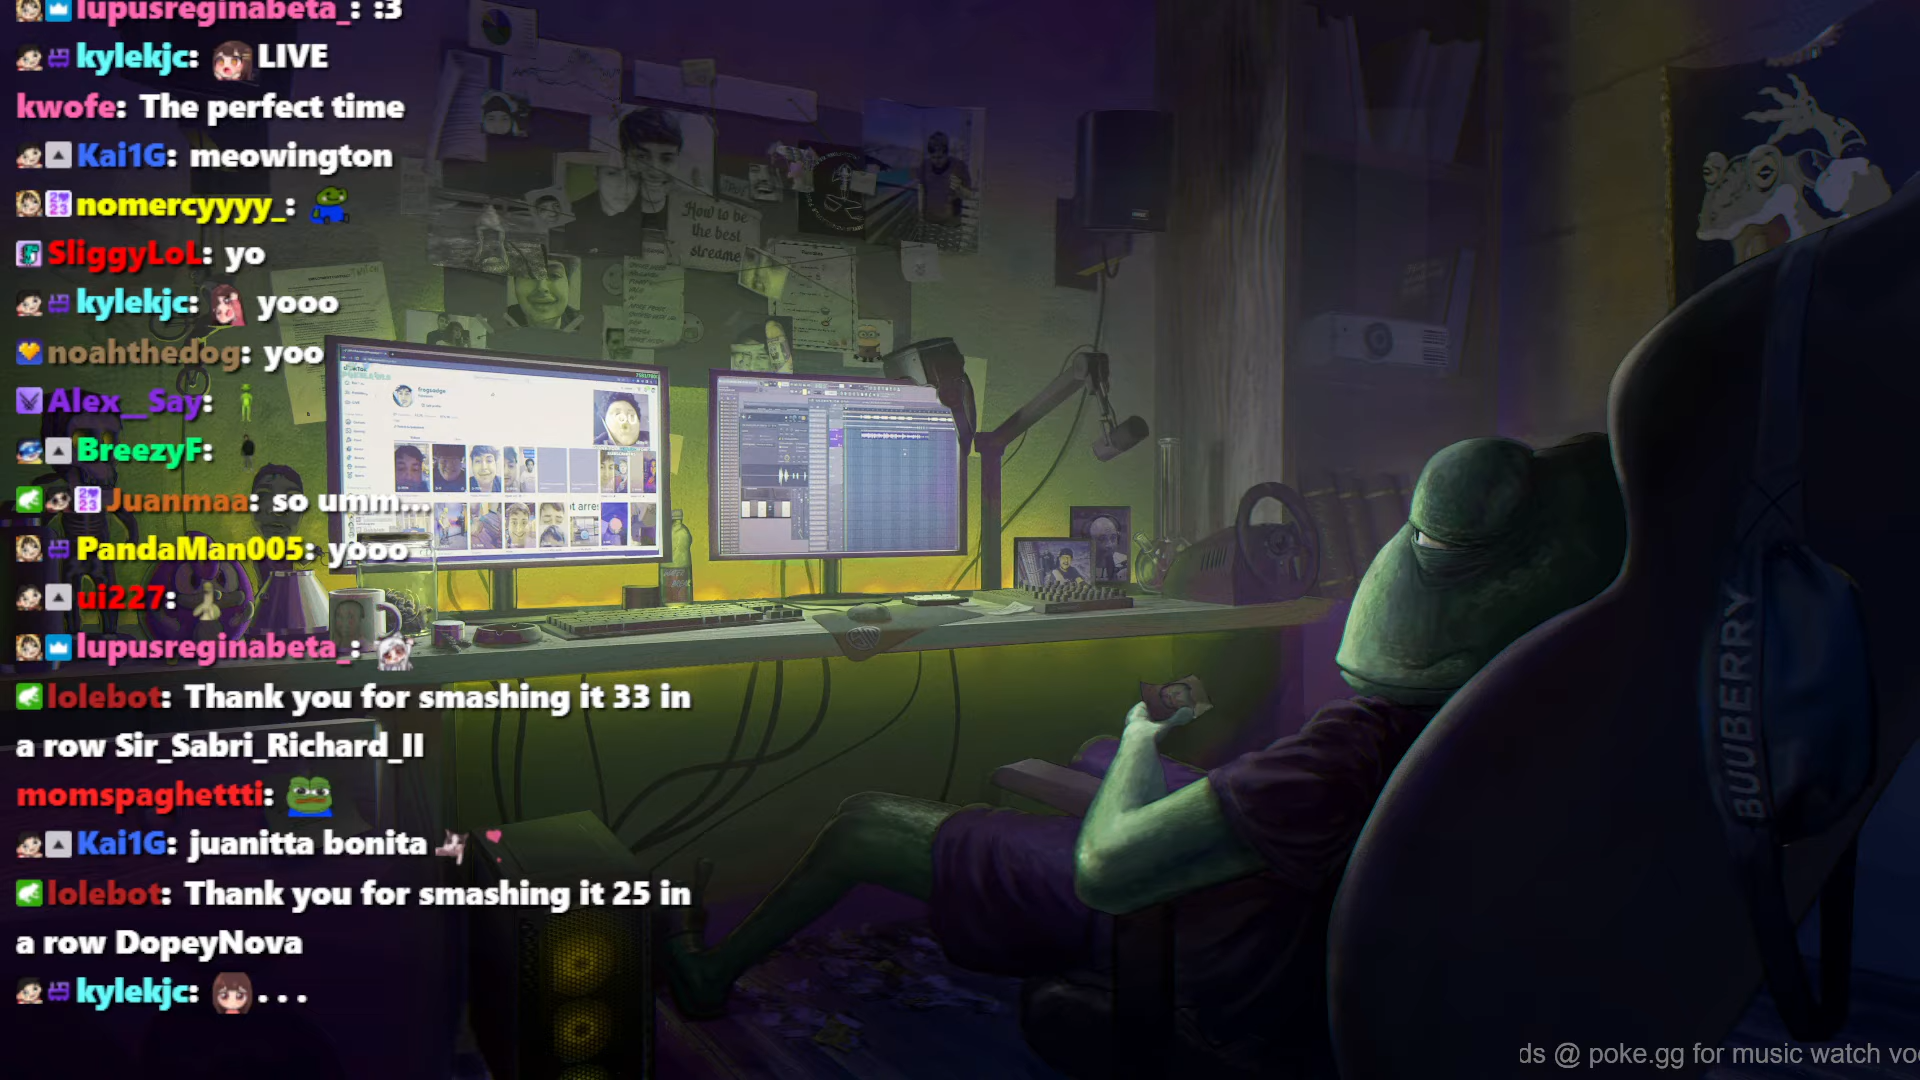 lupusreginabeta_: :3
kylekjc: LIVE
kwofe: The perfect time
Kai1G: meowington
nomercyyyy_:
SliggyLoL: yo
kylekjc: yooo
noahthedog: yoo
Alex__Say:
BreezyF:
Juanmaa: so umm...
PandaMan005: yooo
ui227:
lupusreginabeta_:
lolebot: Thank you for smashing it 33 in
a row Sir_Sabri_Richard_II
momspaghettti:
Kai1G: juanitta bonita
lolebot: Thank you for smashing it 25 in
a row DopeyNova
kylekjc: ...
How to be
the best
streame
BUUBERRY
ds @ poke.gg for music watch vo